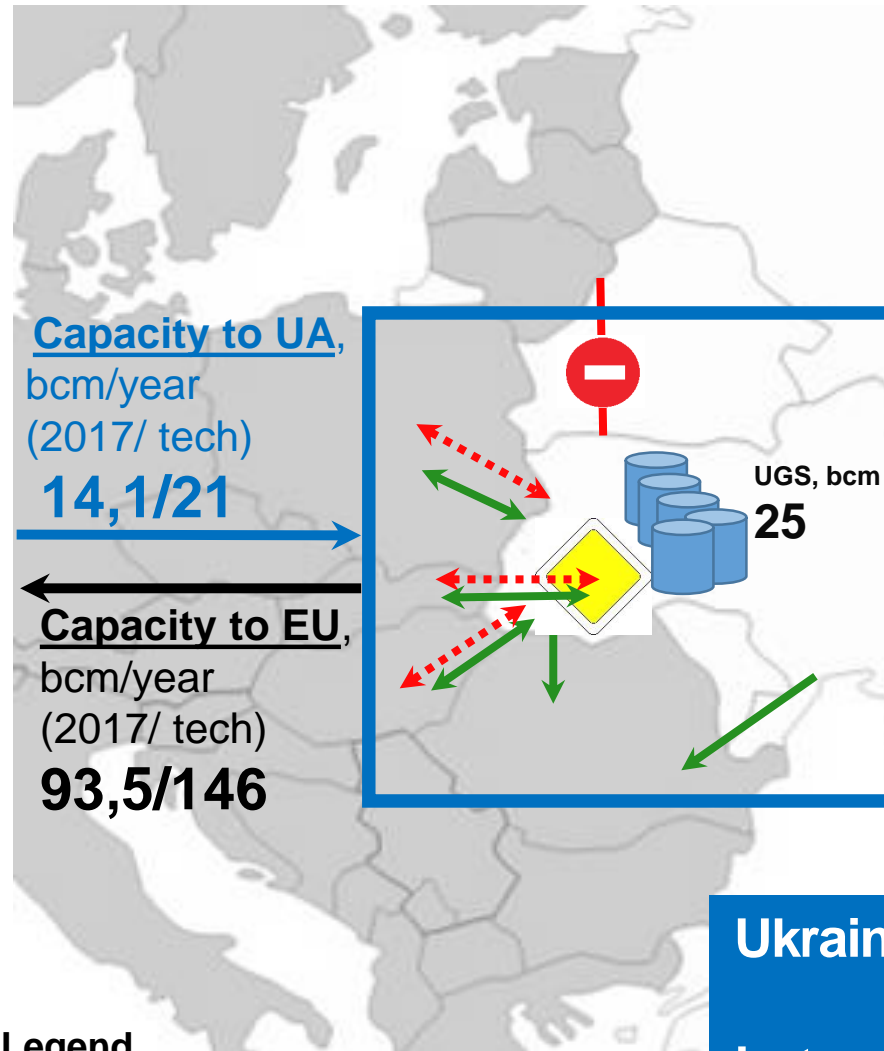 Capacity to UA,
bcm/year
(2017/ tech)
14,1/21
UGS, bcm
25
Capacity to EU,
bcm/year
(2017/ tech)
93,5/146
Ukrain
Legend